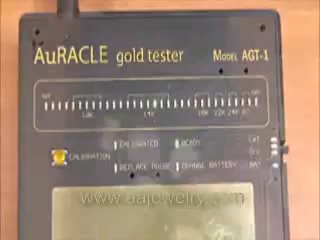 AuRACLE gold tester MODEL AGT-1
10K 14K 18K 22K 24K
CALIBRATION CALIBRATED READY
REPLACE PROBE CHANGE BATTERY
www.aajewelry.com